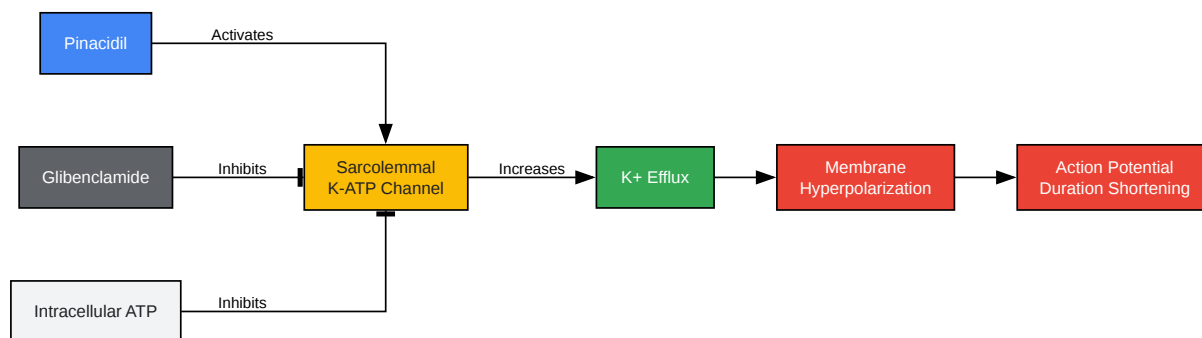 Pinacidil
Activates
Glibenclamide
Inhibits
Sarcolemmal
K-ATP Channel
Increases
K+ Efflux
Membrane
Hyperpolarization
Action Potential
Duration Shortening
Intracellular ATP
Inhibits